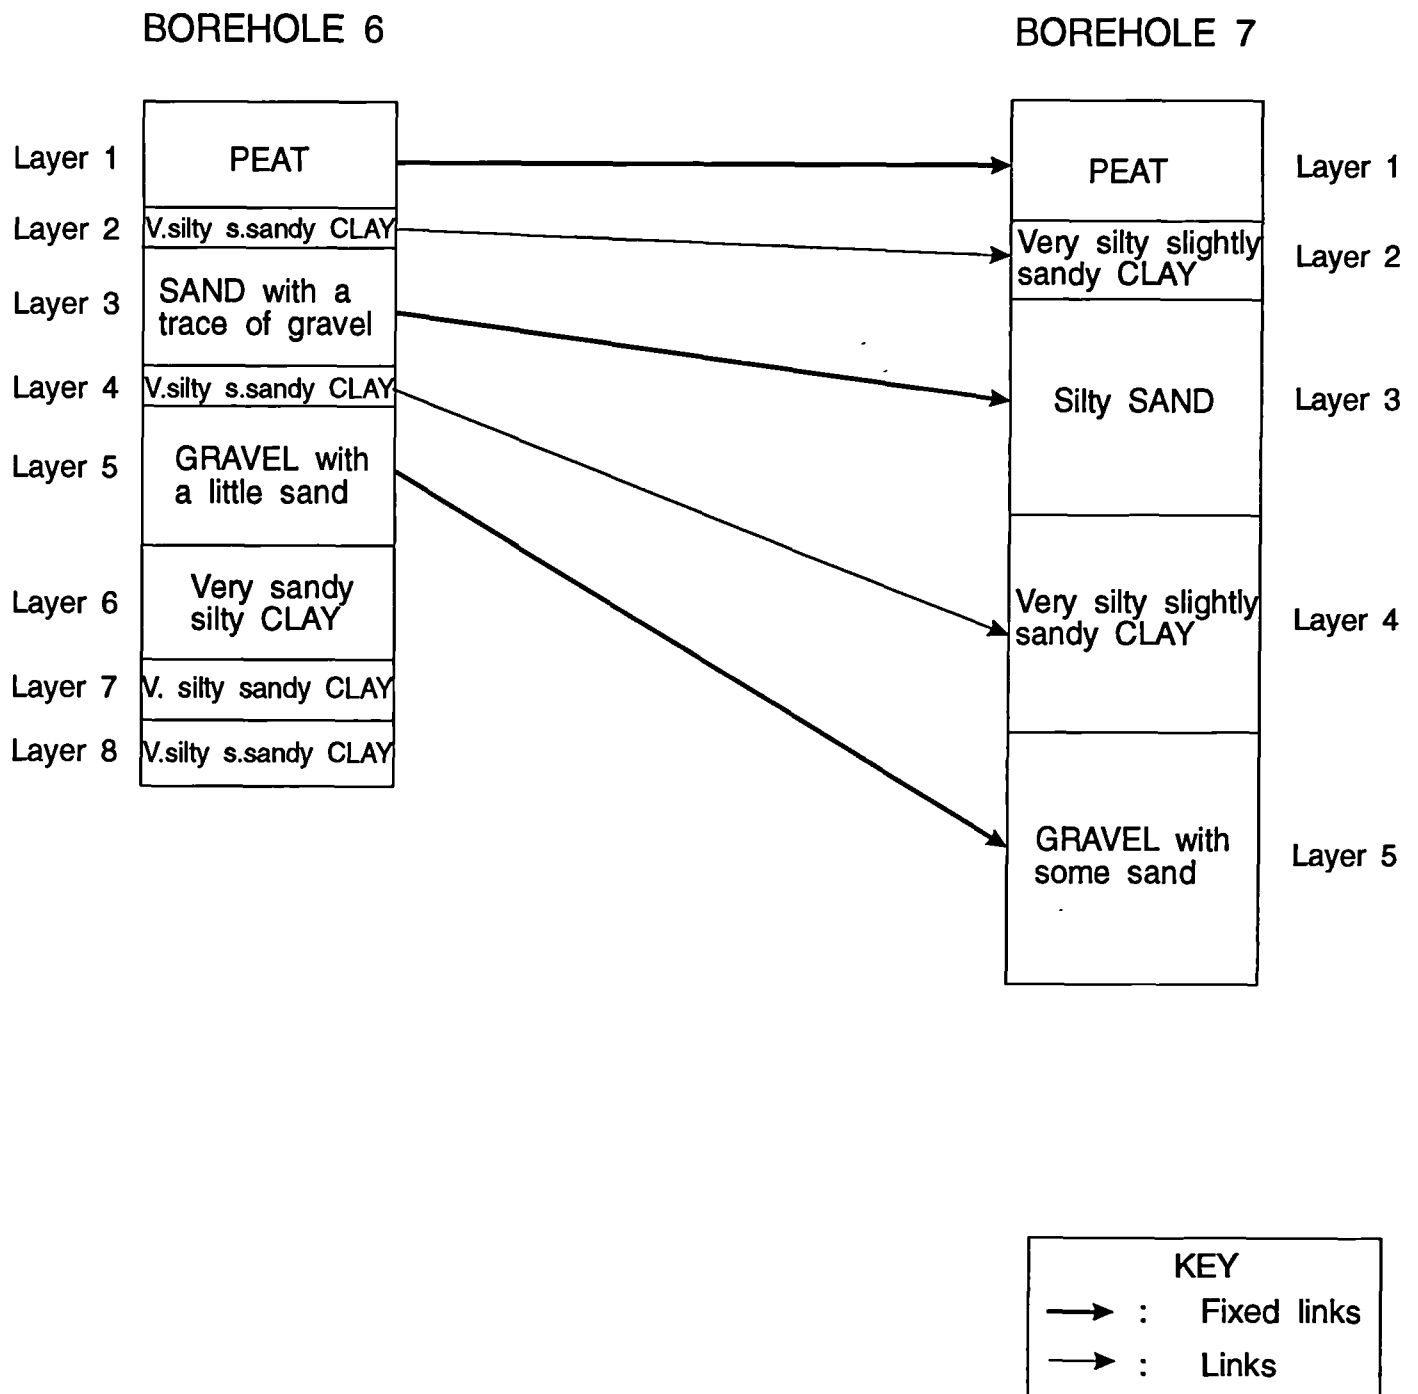 BOREHOLE 6
Layer 1
PEAT
Layer 2
V.silty s.sandy CLAY
Layer 3
SAND with a
trace of gravel
Layer 4
V.silty s.sandy CLAY
Layer 5
GRAVEL with
a little sand
Layer 6
Very sandy
silty CLAY
Layer 7
V. silty sandy CLAY
Layer 8
V.silty s.sandy CLAY
BOREHOLE 7
PEAT
Layer 1
Very silty slightly
sandy CLAY
Layer 2
Silty SAND
Layer 3
Very silty slightly
sandy CLAY
Layer 4
GRAVEL with
some sand
Layer 5
KEY
: Fixed links
: Links